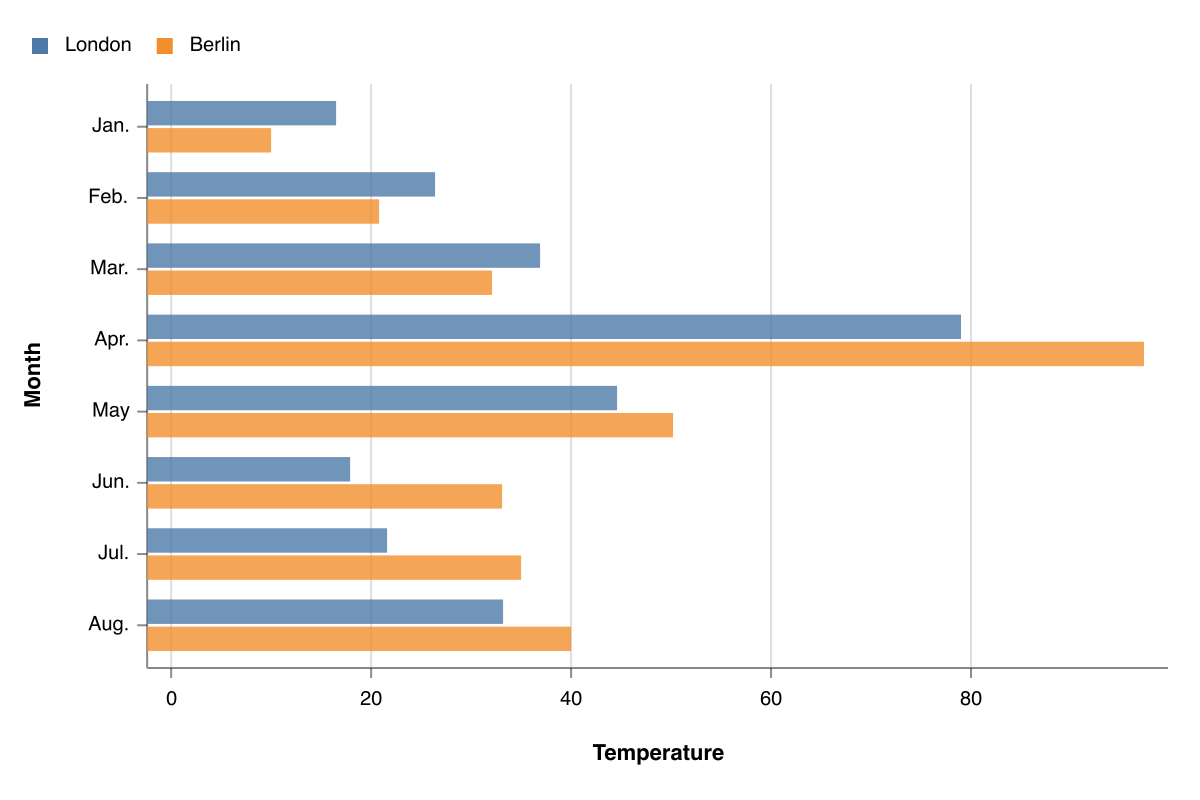 London Berlin
Jan.
Feb.
Mar.
Apr.
May
Jun.
Jul.
Aug.
Month
0 20 40 60 80
Temperature